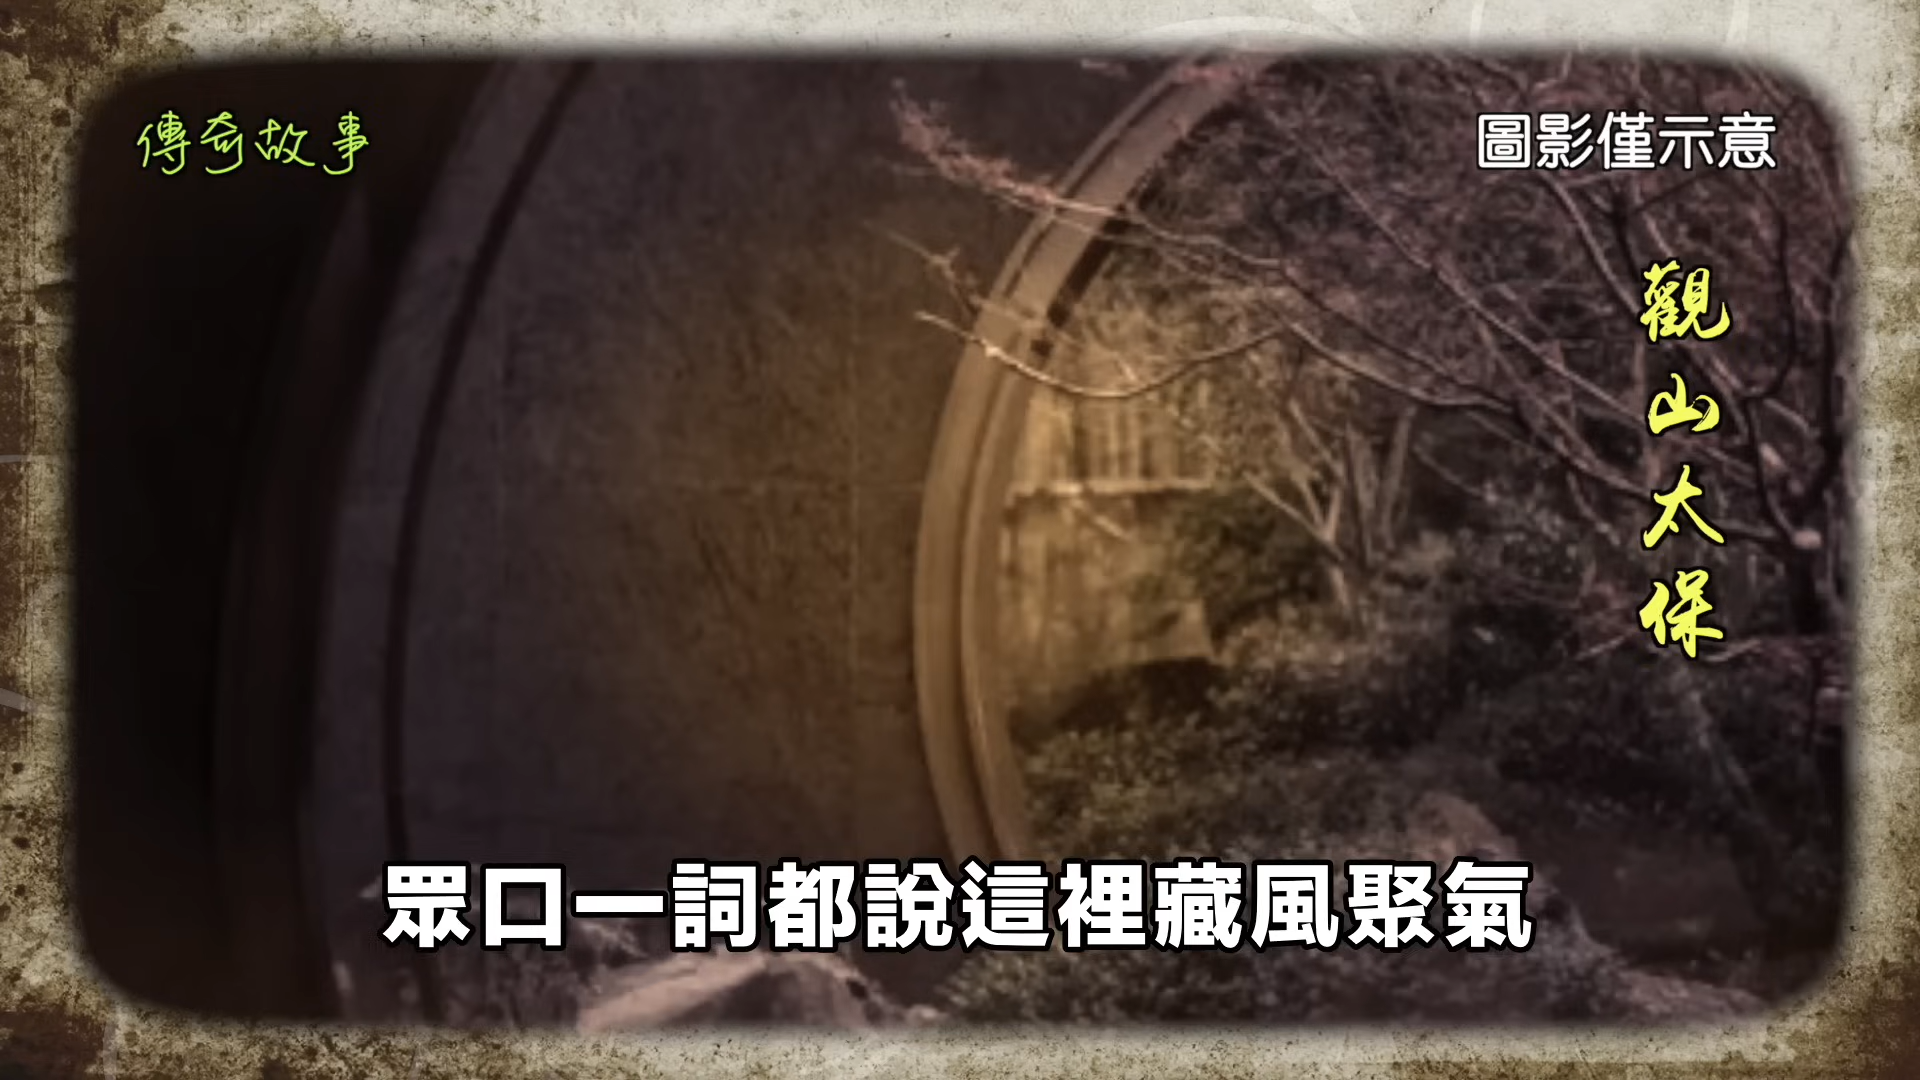 傳奇故事
圖影僅示意
觀山太保
眾口一詞都說這裡藏風聚氣